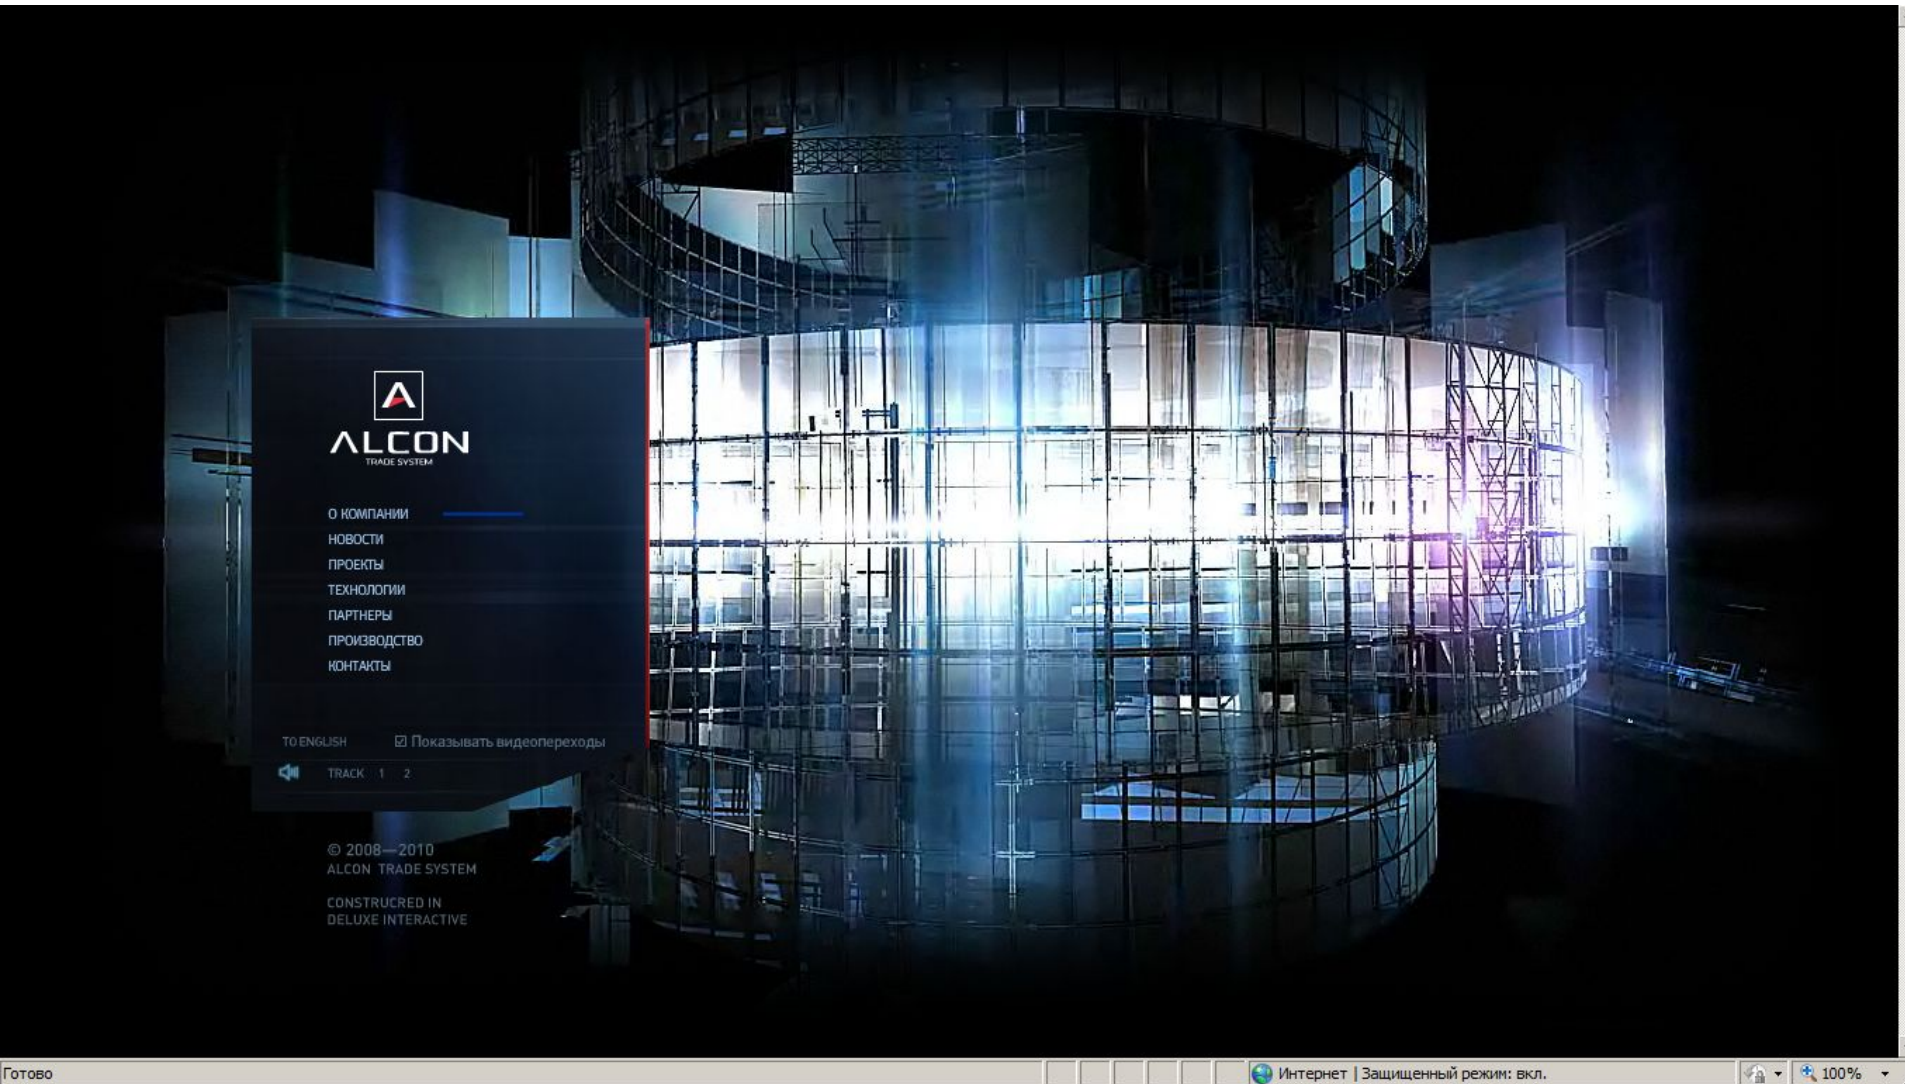 ALCON
TRADE SYSTEM
О КОМПАНИИ
НОВОСТИ
ПРОЕКТЫ
ТЕХНОЛОГИИ
ПАРТНЕРЫ
ПРОИЗВОДСТВО
КОНТАКТЫ
TO ENGLISH Показывать видеопереходы
TRACK 1 2
© 2008—2010
ALCON TRADE SYSTEM
CONSTRUCRED IN
DELUXE INTERACTIVE
Готово Интернет | Защищенный режим: вкл. 100%